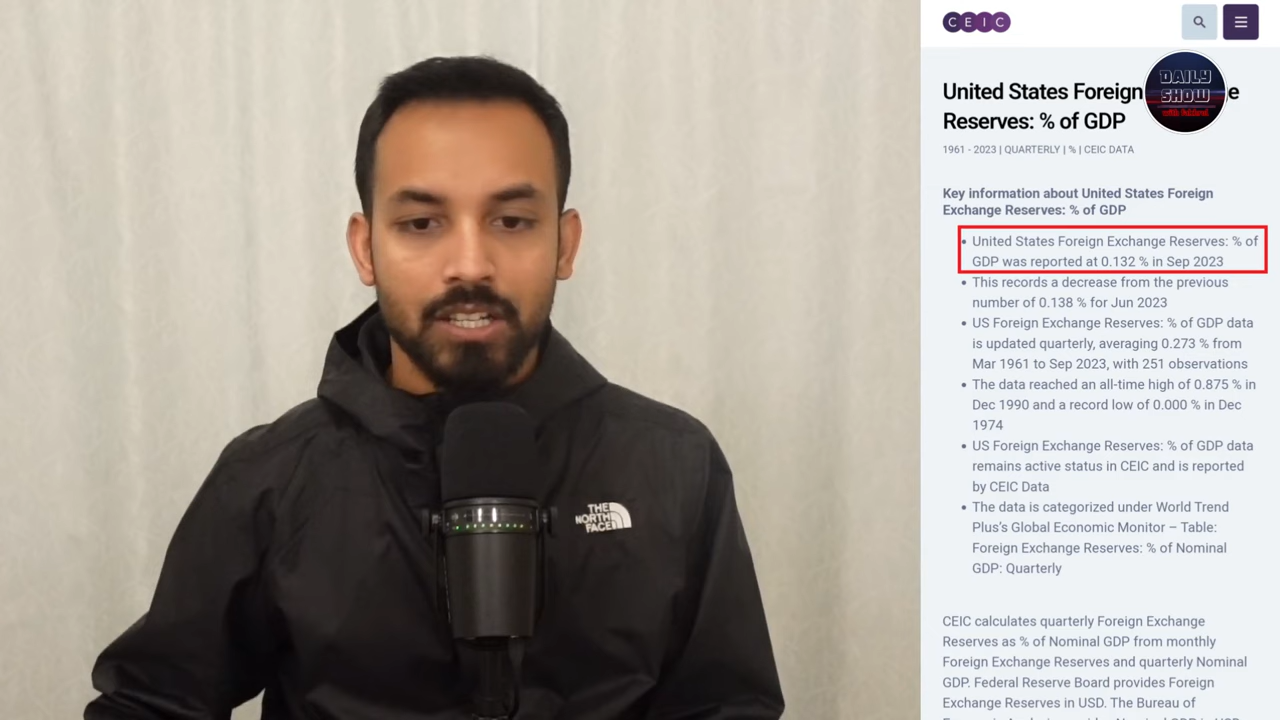 CEIC
DAILY
SHOW
United States Foreign e
Reserves: % of GDP
1961 - 2023 | QUARTERLY | % | CEIC DATA
Key information about United States Foreign
Exchange Reserves: % of GDP
• United States Foreign Exchange Reserves: % of
GDP was reported at 0.132 % in Sep 2023
• This records a decrease from the previous
number of 0.138 % for Jun 2023
• US Foreign Exchange Reserves: % of GDP data
is updated quarterly, averaging 0.273 % from
Mar 1961 to Sep 2023, with 251 observations
• The data reached an all-time high of 0.875 % in
Dec 1990 and a record low of 0.000 % in Dec
1974
• US Foreign Exchange Reserves: % of GDP data
remains active status in CEIC and is reported
by CEIC Data
• The data is categorized under World Trend
Plus's Global Economic Monitor – Table:
Foreign Exchange Reserves: % of Nominal
GDP: Quarterly
CEIC calculates quarterly Foreign Exchange
Reserves as % of Nominal GDP from monthly
Foreign Exchange Reserves and quarterly Nominal
GDP. Federal Reserve Board provides Foreign
Exchange Reserves in USD. The Bureau of
THE
NORTH
FACE